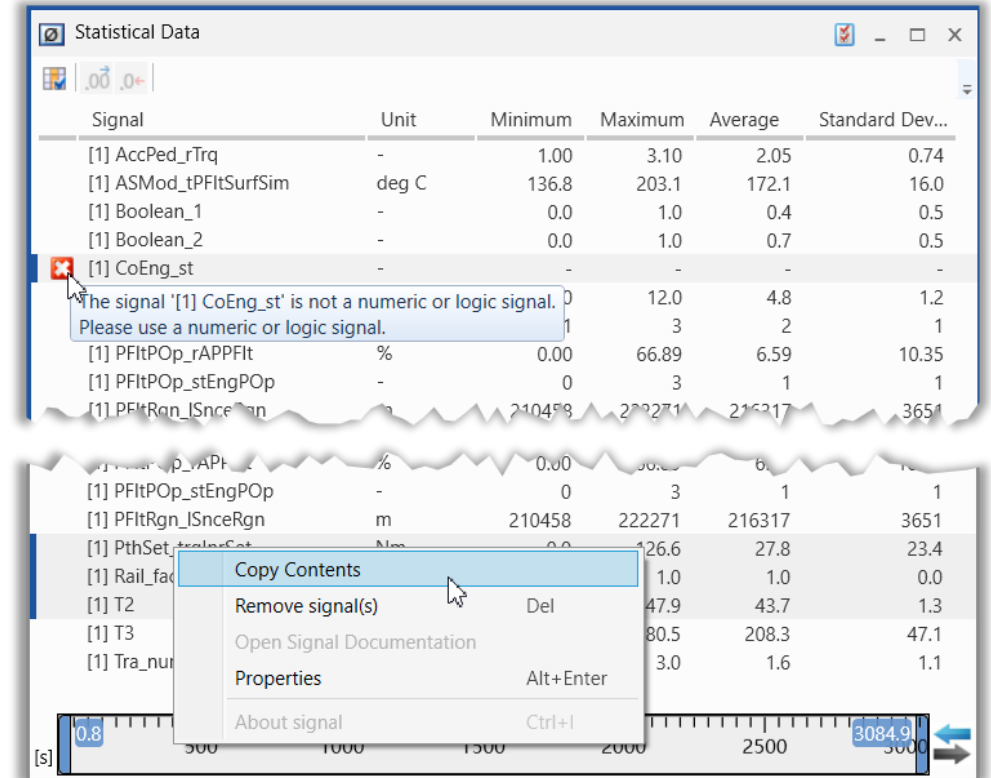 Statistical Data
.00 .0
Signal Unit Minimum Maximum Average Standard Dev...
[1] AccPed_rTrq - 1.00 3.10 2.05 0.74
[1] ASMod_tPFltSurfSim deg C 136.8 203.1 172.1 16.0
[1] Boolean_1 - 0.0 1.0 0.4 0.5
[1] Boolean_2 - 0.0 1.0 0.7 0.5
[1] CoEng_st - - - - -
The signal '[1] CoEng_st' is not a numeric or logic signal. 12.0 4.8 1.2
Please use a numeric or logic signal. 3 2 1
[1] PFltPOp_rAPPFlt % 0.00 66.89 6.59 10.35
[1] PFltPOp_stEngPOp - 0 3 1 1
3651
% 0.00
[1] PFltPOp_stEngPOp - 0 3 1 1
[1] PFltRgn_lSnceRgn m 210458 222271 216317 3651
[1] Nm 27.8 23.4
[1] 1.0 1.0 0.0
[1] T2 47.9 43.7 1.3
[1] T3 80.5 208.3 47.1
[1] 3.0 1.6 1.1
Copy Contents
Remove signal(s) Del
Open Signal Documentation
Properties Alt+Enter
About signal Ctrl+I
0.8 3084.9
[s] 500 1000 1500 2000 2500 3000